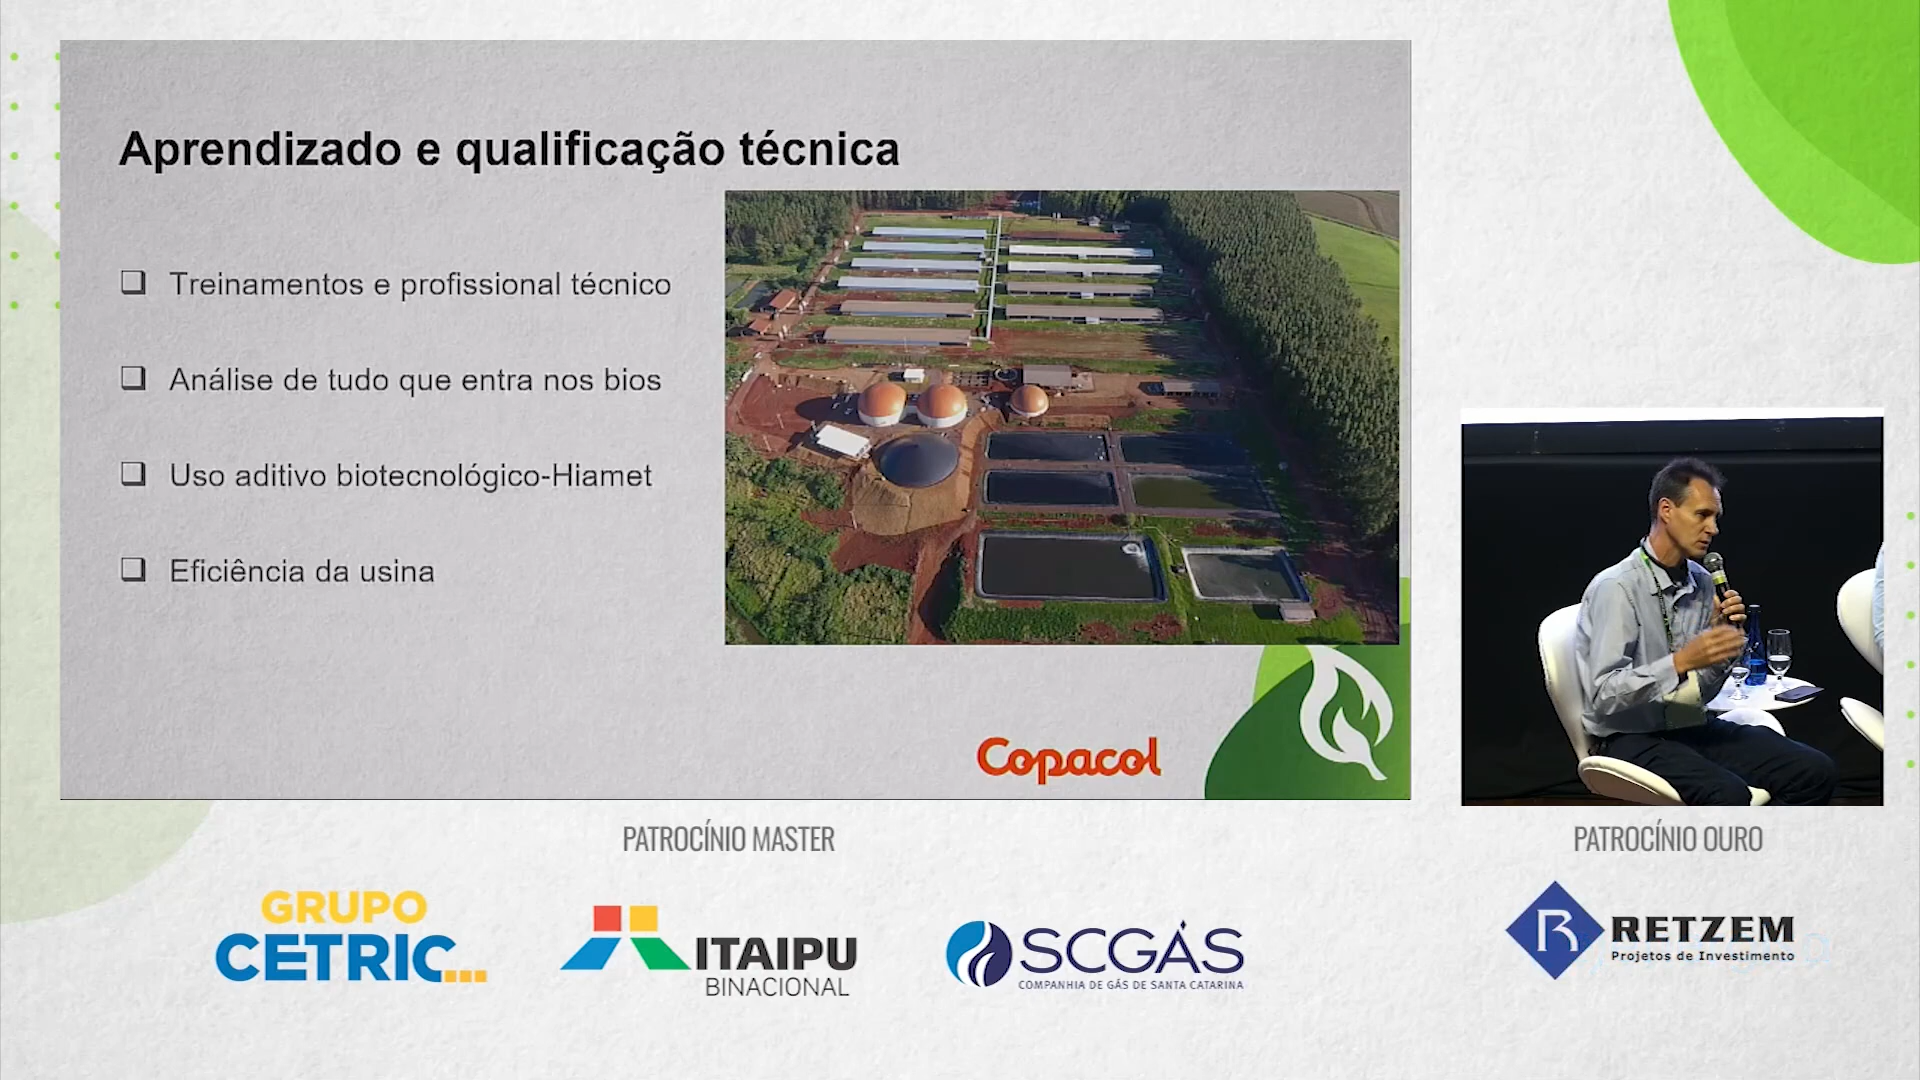 Aprendizado e qualificação técnica
Treinamentos e profissional técnico
Análise de tudo que entra nos bios
Uso aditivo biotecnológico-Hiamet
Eficiência da usina
Copacol
PATROCÍNIO MASTER
PATROCÍNIO OURO
GRUPO
CETRIC...
ITAIPU
BINACIONAL
SCGÁS
COMPANHIA DE GÁS DE SANTA CATARINA
R
RETZEM
Projetos de Investimento